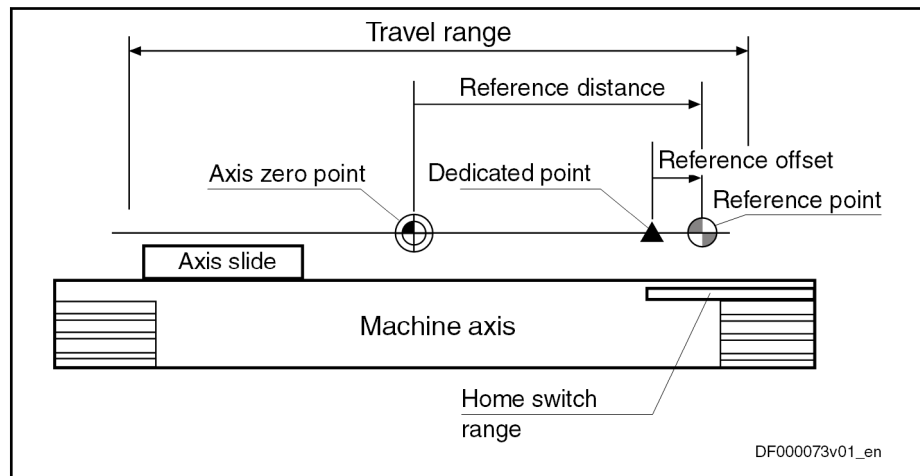 Travel range
Reference distance
Reference offset
Axis zero point
Dedicated point
Reference point
Axis slide
Machine axis
Home switch
range
DF000073v01_en